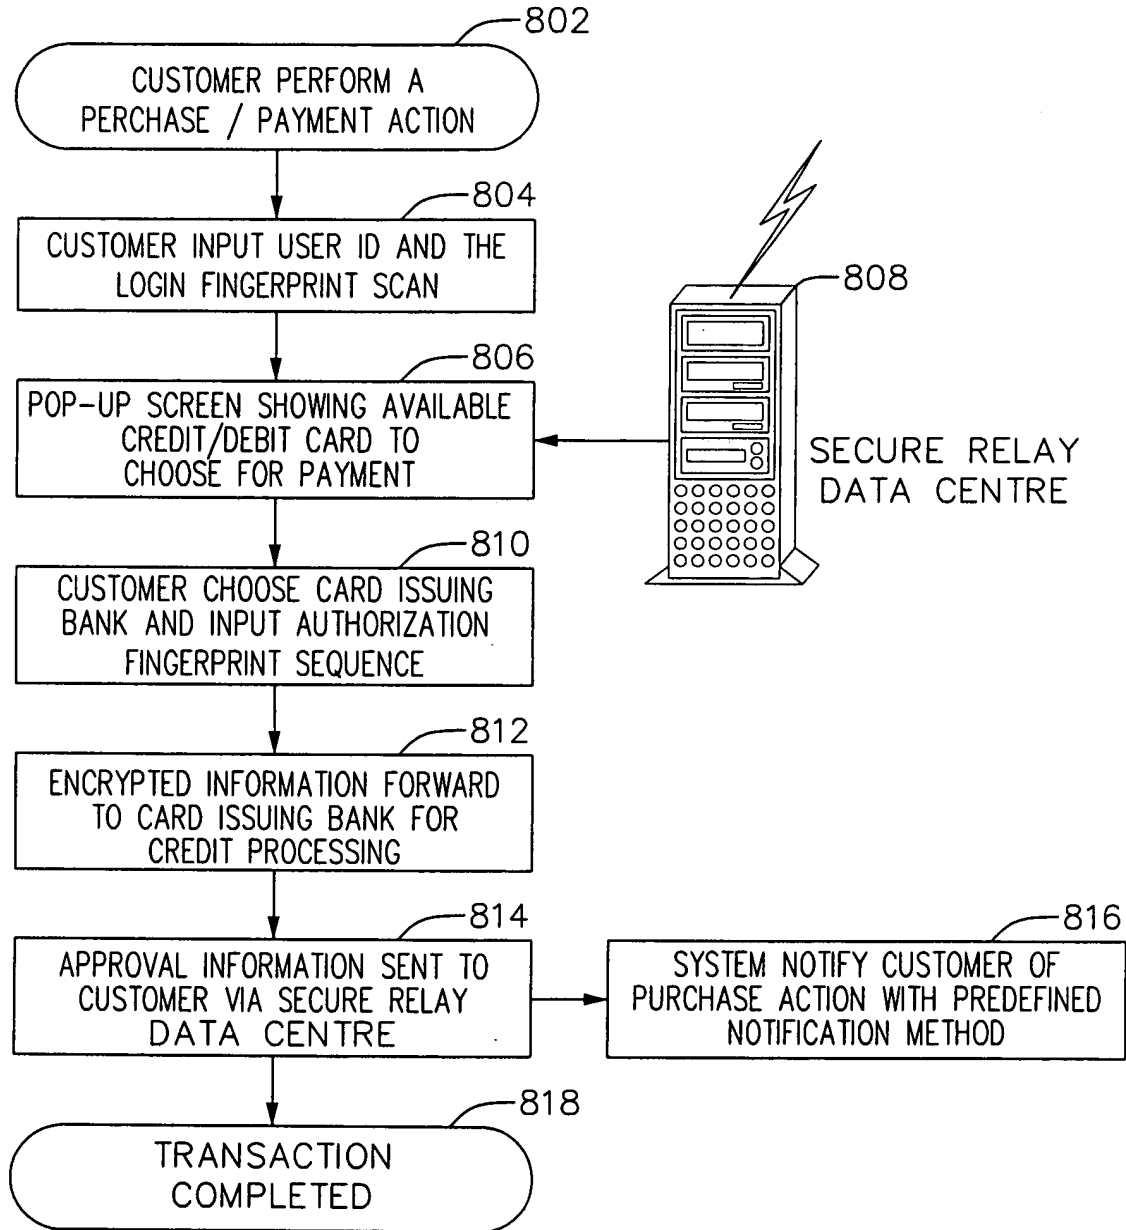 802
CUSTOMER PERFORM A
PERCHASE / PAYMENT ACTION
804
CUSTOMER INPUT USER ID AND THE
LOGIN FINGERPRINT SCAN
808
806
POP-UP SCREEN SHOWING AVAILABLE
CREDIT/DEBIT CARD TO
CHOOSE FOR PAYMENT
SECURE RELAY
DATA CENTRE
810
CUSTOMER CHOOSE CARD ISSUING
BANK AND INPUT AUTHORIZATION
FINGERPRINT SEQUENCE
812
ENCRYPTED INFORMATION FORWARD
TO CARD ISSUING BANK FOR
CREDIT PROCESSING
814
APPROVAL INFORMATION SENT TO
CUSTOMER VIA SECURE RELAY
DATA CENTRE
816
SYSTEM NOTIFY CUSTOMER OF
PURCHASE ACTION WITH PREDEFINED
NOTIFICATION METHOD
818
TRANSACTION
COMPLETED